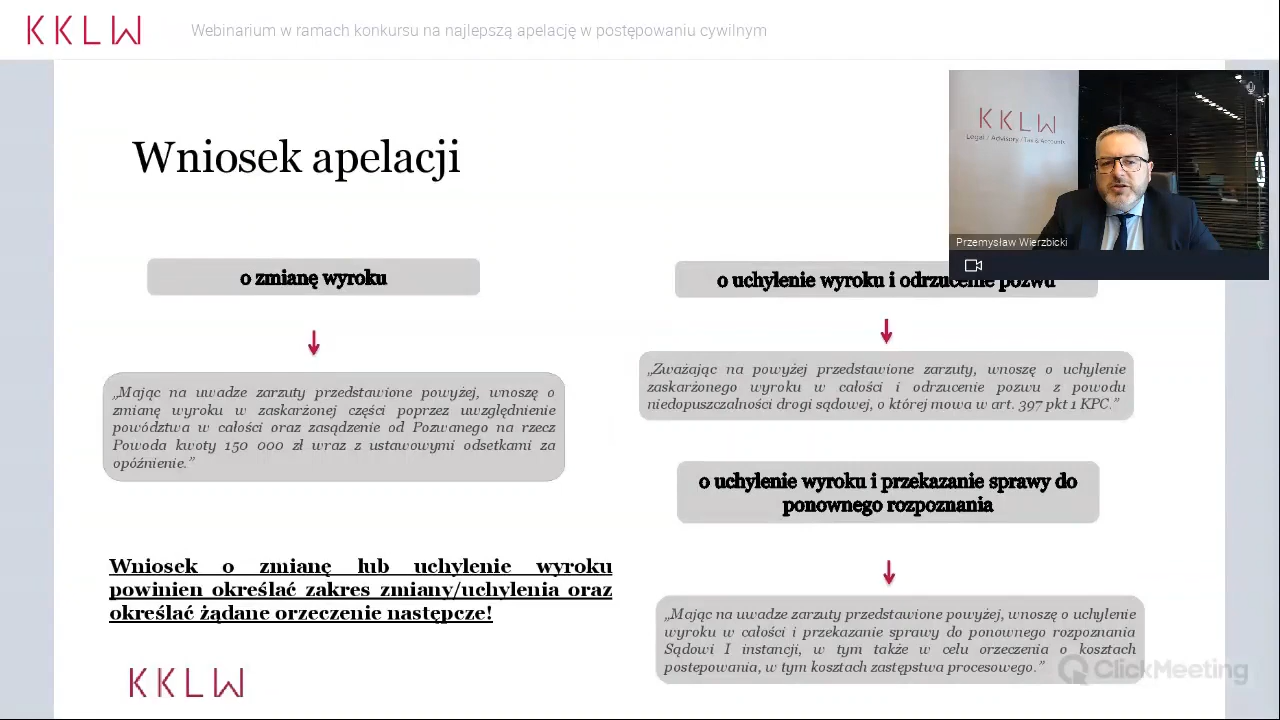 KKLW
Webinarium w ramach konkursu na najlepszą apelację w postępowaniu cywilnym
KKLW
Legal / Advisory / Tax & Accounts
Przemysław Wierzbicki
Wniosek apelacji
o zmianę wyroku
„Mając na uwadze zarzuty przedstawione powyżej, wnoszę o
zmianę wyroku w zaskarżonej części poprzez uwzględnienie
powództwa w całości oraz zasądzenie od Pozwanego na rzecz
Powoda kwoty 150 000 zł wraz z ustawowymi odsetkami za
opóźnienie.”
Wniosek o zmianę lub uchylenie wyroku
powinien określać zakres zmiany/uchylenia oraz
określać żądane orzeczenie następcze!
o uchylenie wyroku i odrzucenie pozwu
„Zważając na powyżej przedstawione zarzuty, wnoszę o uchylenie
zaskarżonego wyroku w całości i odrzucenie pozwu z powodu
niedopuszczalności drogi sądowej, o której mowa w art. 397 pkt 1 KPC.”
o uchylenie wyroku i przekazanie sprawy do
ponownego rozpoznania
„Mając na uwadze zarzuty przedstawione powyżej, wnoszę o uchylenie
wyroku w całości i przekazanie sprawy do ponownego rozpoznania
Sądowi I instancji, w tym także w celu orzeczenia o kosztach
postepowania, w tym kosztach zastępstwa procesowego.”
KKLW
ClickMeeting